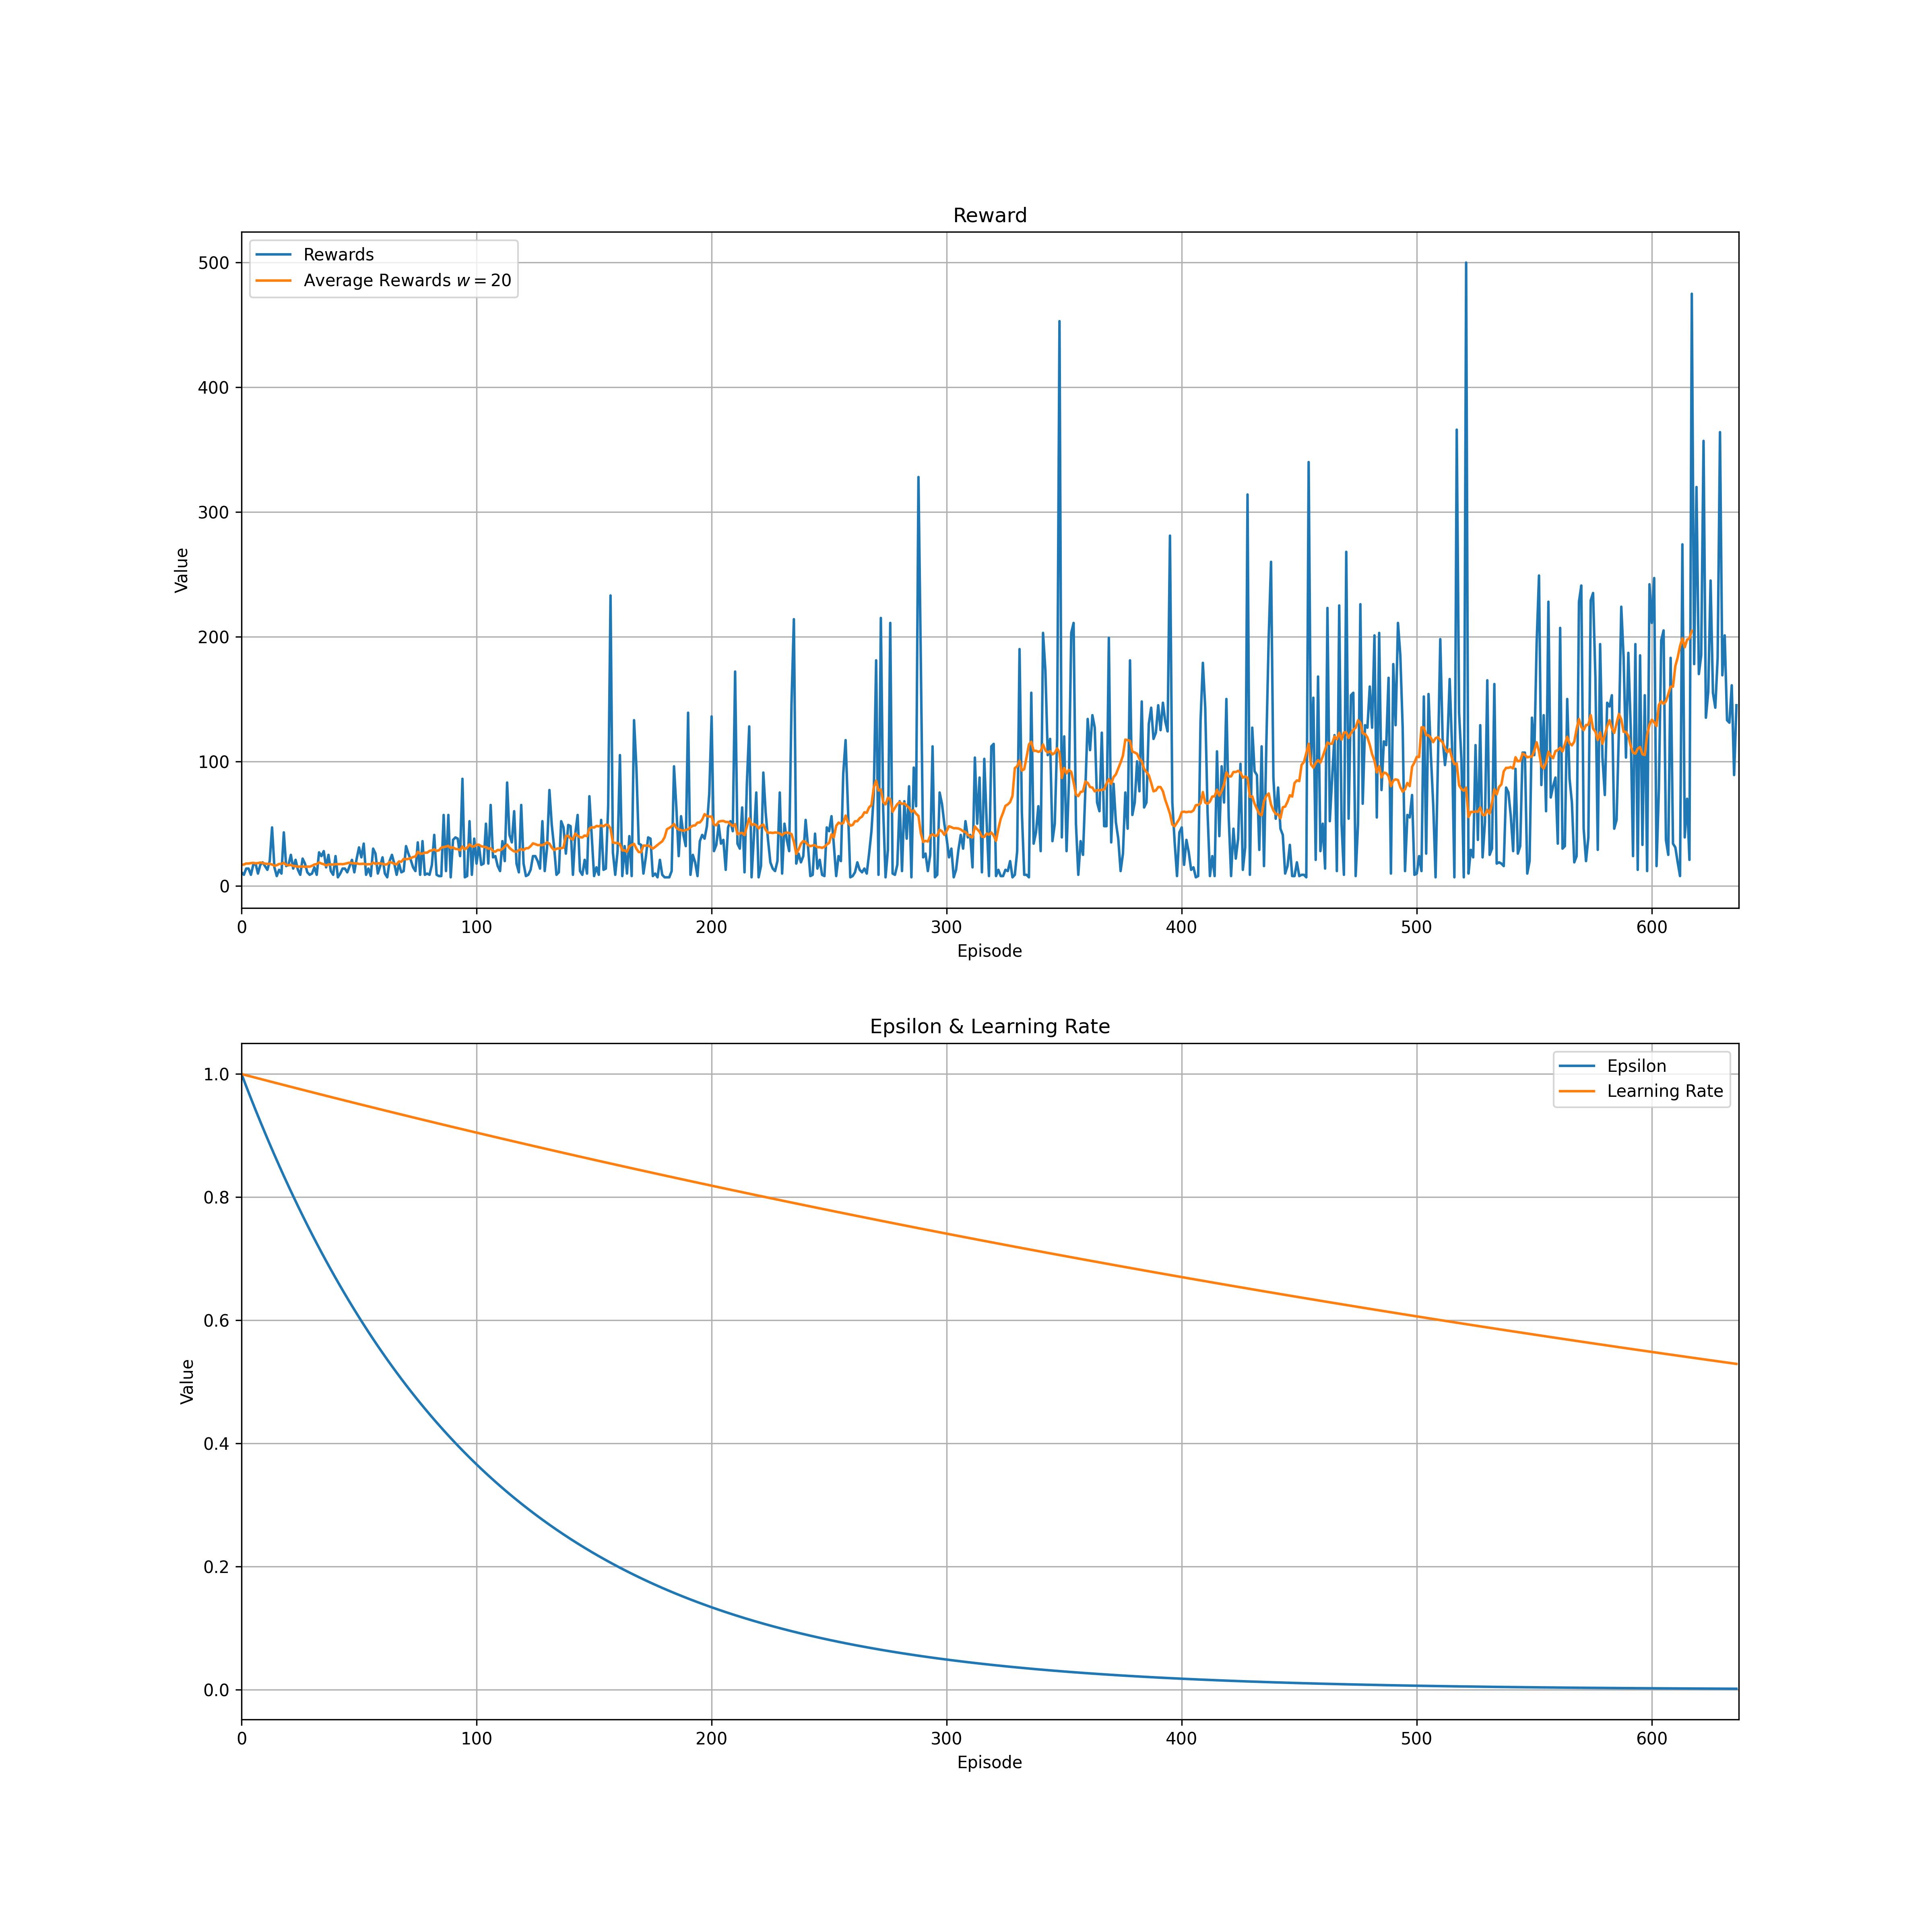 Reward
Rewards
Average Rewards w = 20
500
400
300
200
100
0
Value
0 100 200 300 400 500 600
Episode
Epsilon & Learning Rate
Epsilon
Learning Rate
1.0
0.8
0.6
0.4
0.2
0.0
Value
0 100 200 300 400 500 600
Episode